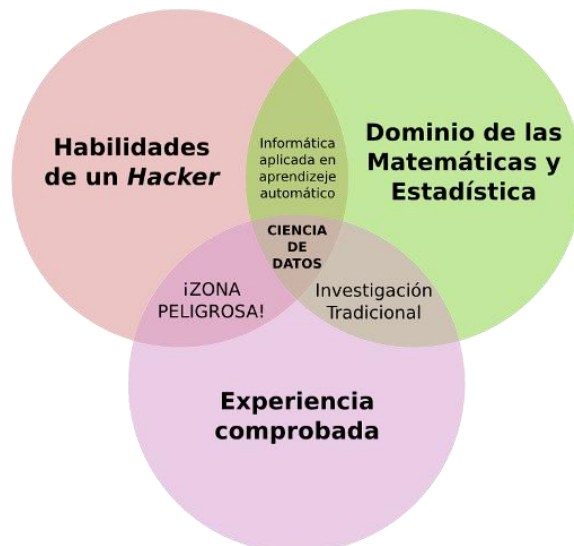 Habilidades
de un Hacker
Informática
aplicada en
aprendizeje
automático
Dominio de las
Matemáticas y
Estadística
CIENCIA
DE
DATOS
¡ZONA
PELIGROSA!
Investigación
Tradicional
Experiencia
comprobada